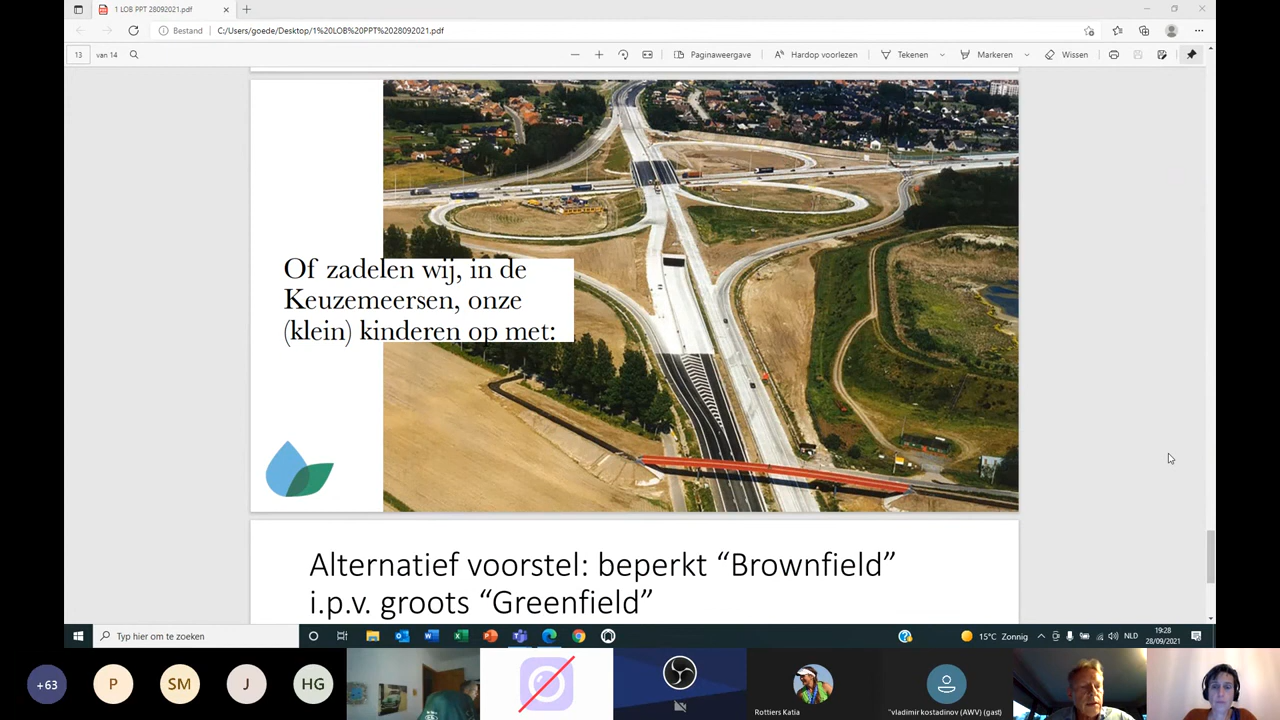 1 LOB PPT 28092021.pdf
Bestand
C:/Users/goede/Desktop/1%20LOB%20PPT%2028092021.pdf
13
van 14
Paginaweergave
Hardop voorlezen
Tekenen
Markeren
Wissen
Of zadelen wij, in de
Keuzemeersen, onze
(klein) kinderen op met:
Alternatief voorstel: beperkt “Brownfield”
i.p.v. groots “Greenfield”
Typ hier om te zoeken
15°C Zonnig
NLD
19:28
28/09/2021
+63
P
SM
J
HG
Rottiers Katia
"vladimir kostadinov (AWV) (gast)